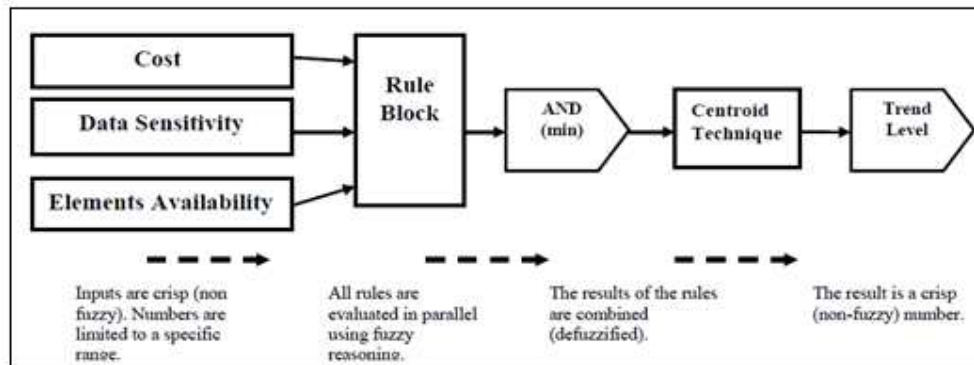 Cost
Data Sensitivity
Elements Availability
Rule
Block
AND
(min)
Centroid
Technique
Trend
Level
Inputs are crisp (non
fuzzy). Numbers are
limited to a specific
range.
All rules are
evaluated in parallel
using fuzzy
reasoning.
The results of the rules
are combined
(defuzzified).
The result is a crisp
(non-fuzzy) number.